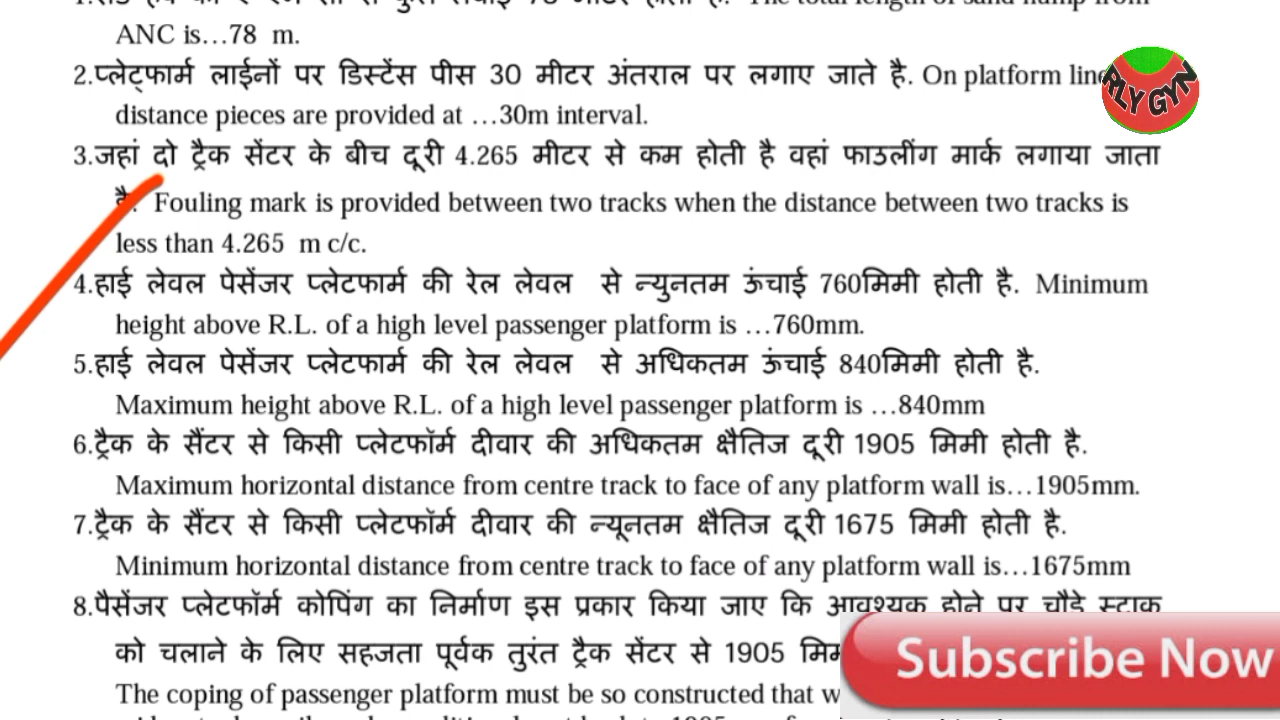 ANC is...78 m.
2.प्लेट्फार्म लाईनों पर डिस्टेंस पीस 30 मीटर अंतराल पर लगाए जाते है. On platform line
distance pieces are provided at ...30m interval.
RLY GYN
3.जहां दो ट्रैक सेंटर के बीच दूरी 4.265 मीटर से कम होती है वहां फाउलींग मार्क लगाया जाता
है. Fouling mark is provided between two tracks when the distance between two tracks is
less than 4.265 m c/c.
4.हाई लेवल पेसेंजर प्लेटफार्म की रेल लेवल से न्युनतम ऊंचाई 760मिमी होती है. Minimum
height above R.L. of a high level passenger platform is ...760mm.
5.हाई लेवल पेसेंजर प्लेटफार्म की रेल लेवल से अधिकतम ऊंचाई 840मिमी होती है.
Maximum height above R.L. of a high level passenger platform is ...840mm
6.ट्रैक के सैंटर से किसी प्लेटफॉर्म दीवार की अधिकतम क्षैतिज दूरी 1905 मिमी होती है.
Maximum horizontal distance from centre track to face of any platform wall is...1905mm.
7.ट्रैक के सैंटर से किसी प्लेटफॉर्म दीवार की न्यूनतम क्षैतिज दूरी 1675 मिमी होती है.
Minimum horizontal distance from centre track to face of any platform wall is...1675mm
8.पैसेंजर प्लेटफॉर्म कोपिंग का निर्माण इस प्रकार किया जाए कि आवश्यक होने पर चौडे स्टाक
को चलाने के लिए सहजता पूर्वक तुरंत ट्रैक सेंटर से 1905
Subscribe Now
The coping of passenger platform must be so constructed that